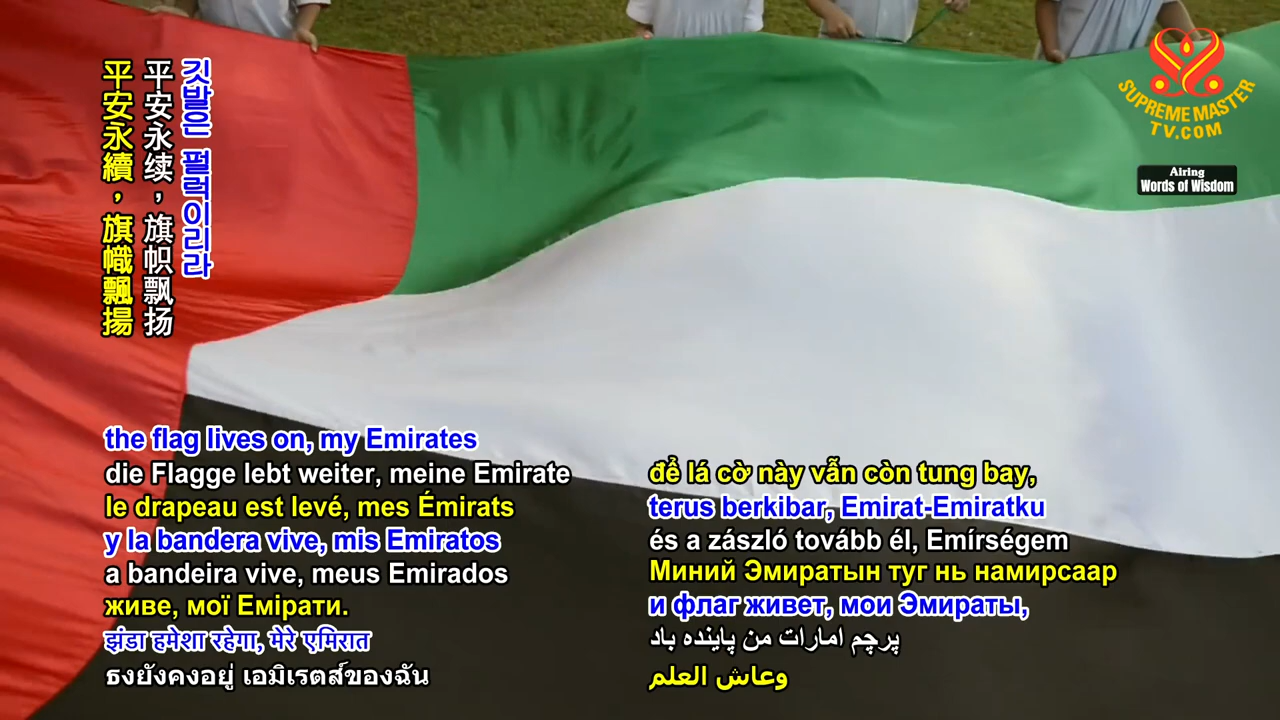 깃발은 펄럭이리라
平安永续，旗帜飘扬
平安永續，旗幟飄揚
SUPREME MASTER
TV.COM
Airing
Words of Wisdom
the flag lives on, my Emirates
die Flagge lebt weiter, meine Emirate
le drapeau est levé, mes Émirats
y la bandera vive, mis Emiratos
a bandeira vive, meus Emirados
живе, мої Емірати.
झंडा हमेशा रहेगा, मेरे एमिरात
ธงยังคงอยู่ เอมิเรตส์ของฉัน
để lá cờ này vẫn còn tung bay,
terus berkibar, Emirat-Emiratku
és a zászló tovább él, Emírségem
Миний Эмиратын туг нь намирсаар
и флаг живет, мои Эмираты,
پرچم امارات من پاینده باد
وعاش العلم